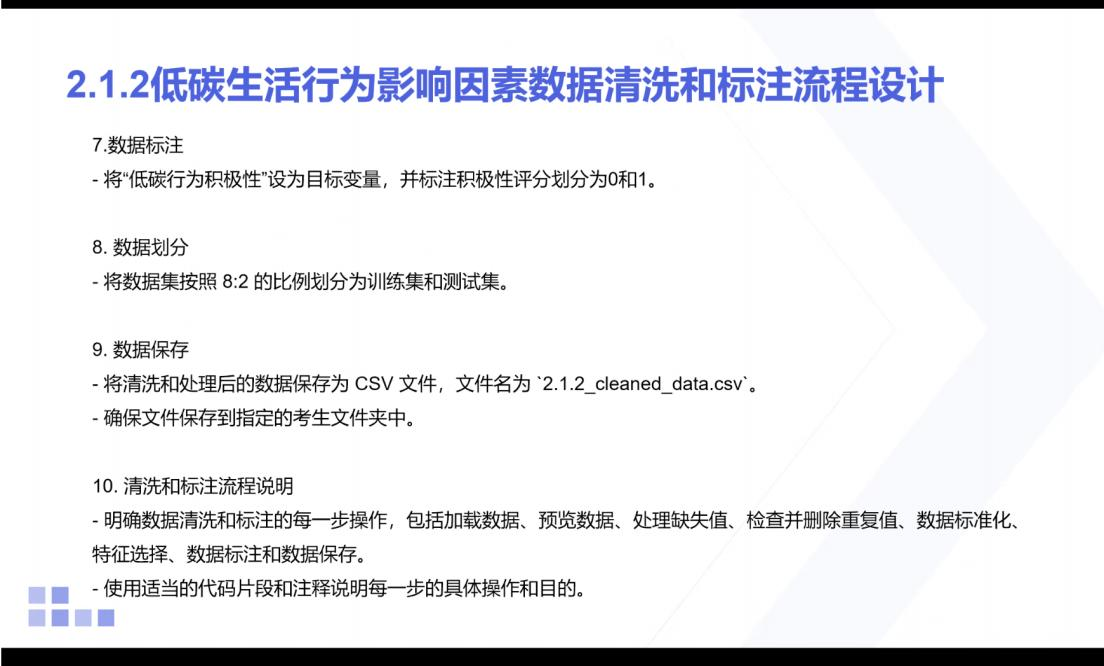 2.1.2低碳生活行为影响因素数据清洗和标注流程设计
7.数据标注
- 将“低碳行为积极性”设为目标变量，并标注积极性评分划分为0和1。
8. 数据划分
- 将数据集按照 8:2 的比例划分为训练集和测试集。
9. 数据保存
- 将清洗和处理后的数据保存为 CSV 文件，文件名为 `2.1.2_cleaned_data.csv`。
- 确保文件保存到指定的考生文件夹中。
10. 清洗和标注流程说明
- 明确数据清洗和标注的每一步操作，包括加载数据、预览数据、处理缺失值、检查并删除重复值、数据标准化、
特征选择、数据标注和数据保存。
- 使用适当的代码片段和注释说明每一步的具体操作和目的。